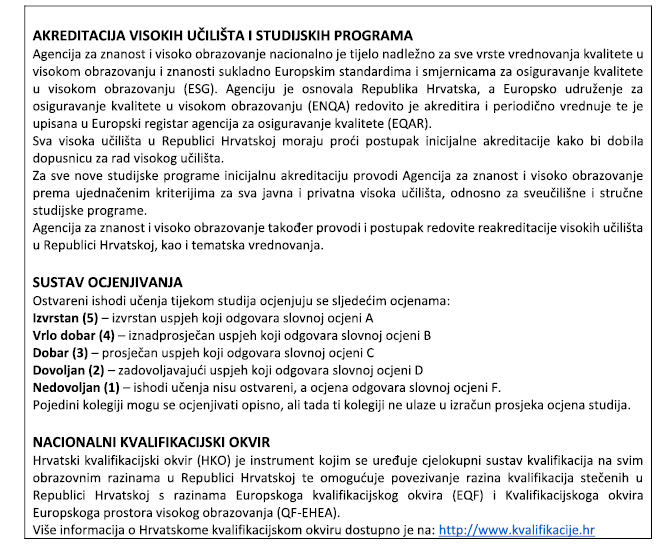 AKREDITACIJA VISOKIH UČILIŠTA I STUDIJSKIH PROGRAMA
Agencija za znanost i visoko obrazovanje nacionalno je tijelo nadležno za sve vrste vrednovanja kvalitete u
visokom obrazovanju i znanosti sukladno Europskim standardima i smjernicama za osiguravanje kvalitete
u visokom obrazovanju (ESG). Agenciju je osnovala Republika Hrvatska, a Europsko udruženje za
osiguravanje kvalitete u visokom obrazovanju (ENQA) redovito je akreditira i periodično vrednuje te je
upisana u Europski registar agencija za osiguravanje kvalitete (EQAR).
Sva visoka učilišta u Republici Hrvatskoj moraju proći postupak inicijalne akreditacije kako bi dobila
dopusnicu za rad visokog učilišta.
Za sve nove studijske programe inicijalnu akreditaciju provodi Agencija za znanost i visoko obrazovanje
prema ujednačenim kriterijima za sva javna i privatna visoka učilišta, odnosno za sveučilišne i stručne
studijske programe.
Agencija za znanost i visoko obrazovanje također provodi i postupak redovite reakreditacije visokih učilišta
u Republici Hrvatskoj, kao i tematska vrednovanja.
SUSTAV OCJENJIVANJA
Ostvareni ishodi učenja tijekom studija ocjenjuju se sljedećim ocjenama:
Izvrstan (5) – izvrstan uspjeh koji odgovara slovnoj ocjeni A
Vrlo dobar (4) – iznadprosječan uspjeh koji odgovara slovnoj ocjeni B
Dobar (3) – prosječan uspjeh koji odgovara slovnoj ocjeni C
Dovoljan (2) – zadovoljavajući uspjeh koji odgovara slovnoj ocjeni D
Nedovoljan (1) – ishodi učenja nisu ostvareni, a ocjena odgovara slovnoj ocjeni F.
Pojedini kolegiji mogu se ocjenjivati opisno, ali tada ti kolegiji ne ulaze u izračun prosjeka ocjena studija.
NACIONALNI KVALIFIKACIJSKI OKVIR
Hrvatski kvalifikacijski okvir (HKO) je instrument kojim se uređuje cjelokupni sustav kvalifikacija na svim
obrazovnim razinama u Republici Hrvatskoj te omogućuje povezivanje razina kvalifikacija stečenih u
Republici Hrvatskoj s razinama Europskoga kvalifikacijskog okvira (EQF) i Kvalifikacijskoga okvira
Europskoga prostora visokog obrazovanja (QF-EHEA).
Više informacija o Hrvatskome kvalifikacijskom okviru dostupno je na: http://www.kvalifikacije.hr